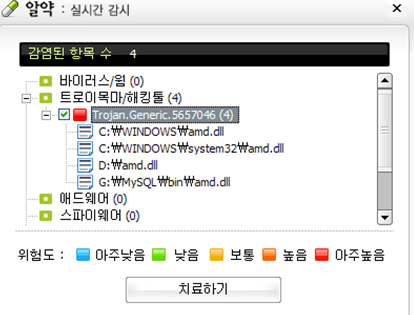 알약 : 실시간 감시
감염된 항목 수 4
바이러스/웜 (0)
트로이목마/해킹툴 (4)
Trojan.Generic.5657046 (4)
C:₩WINDOWS₩amd.dll
C:₩WINDOWS₩system32₩amd.dll
D:₩amd.dll
G:₩MySQL₩bin₩amd.dll
애드웨어 (0)
스파이웨어 (0)
위험도 : 아주낮음 낮음 보통 높음 아주높음
치료하기